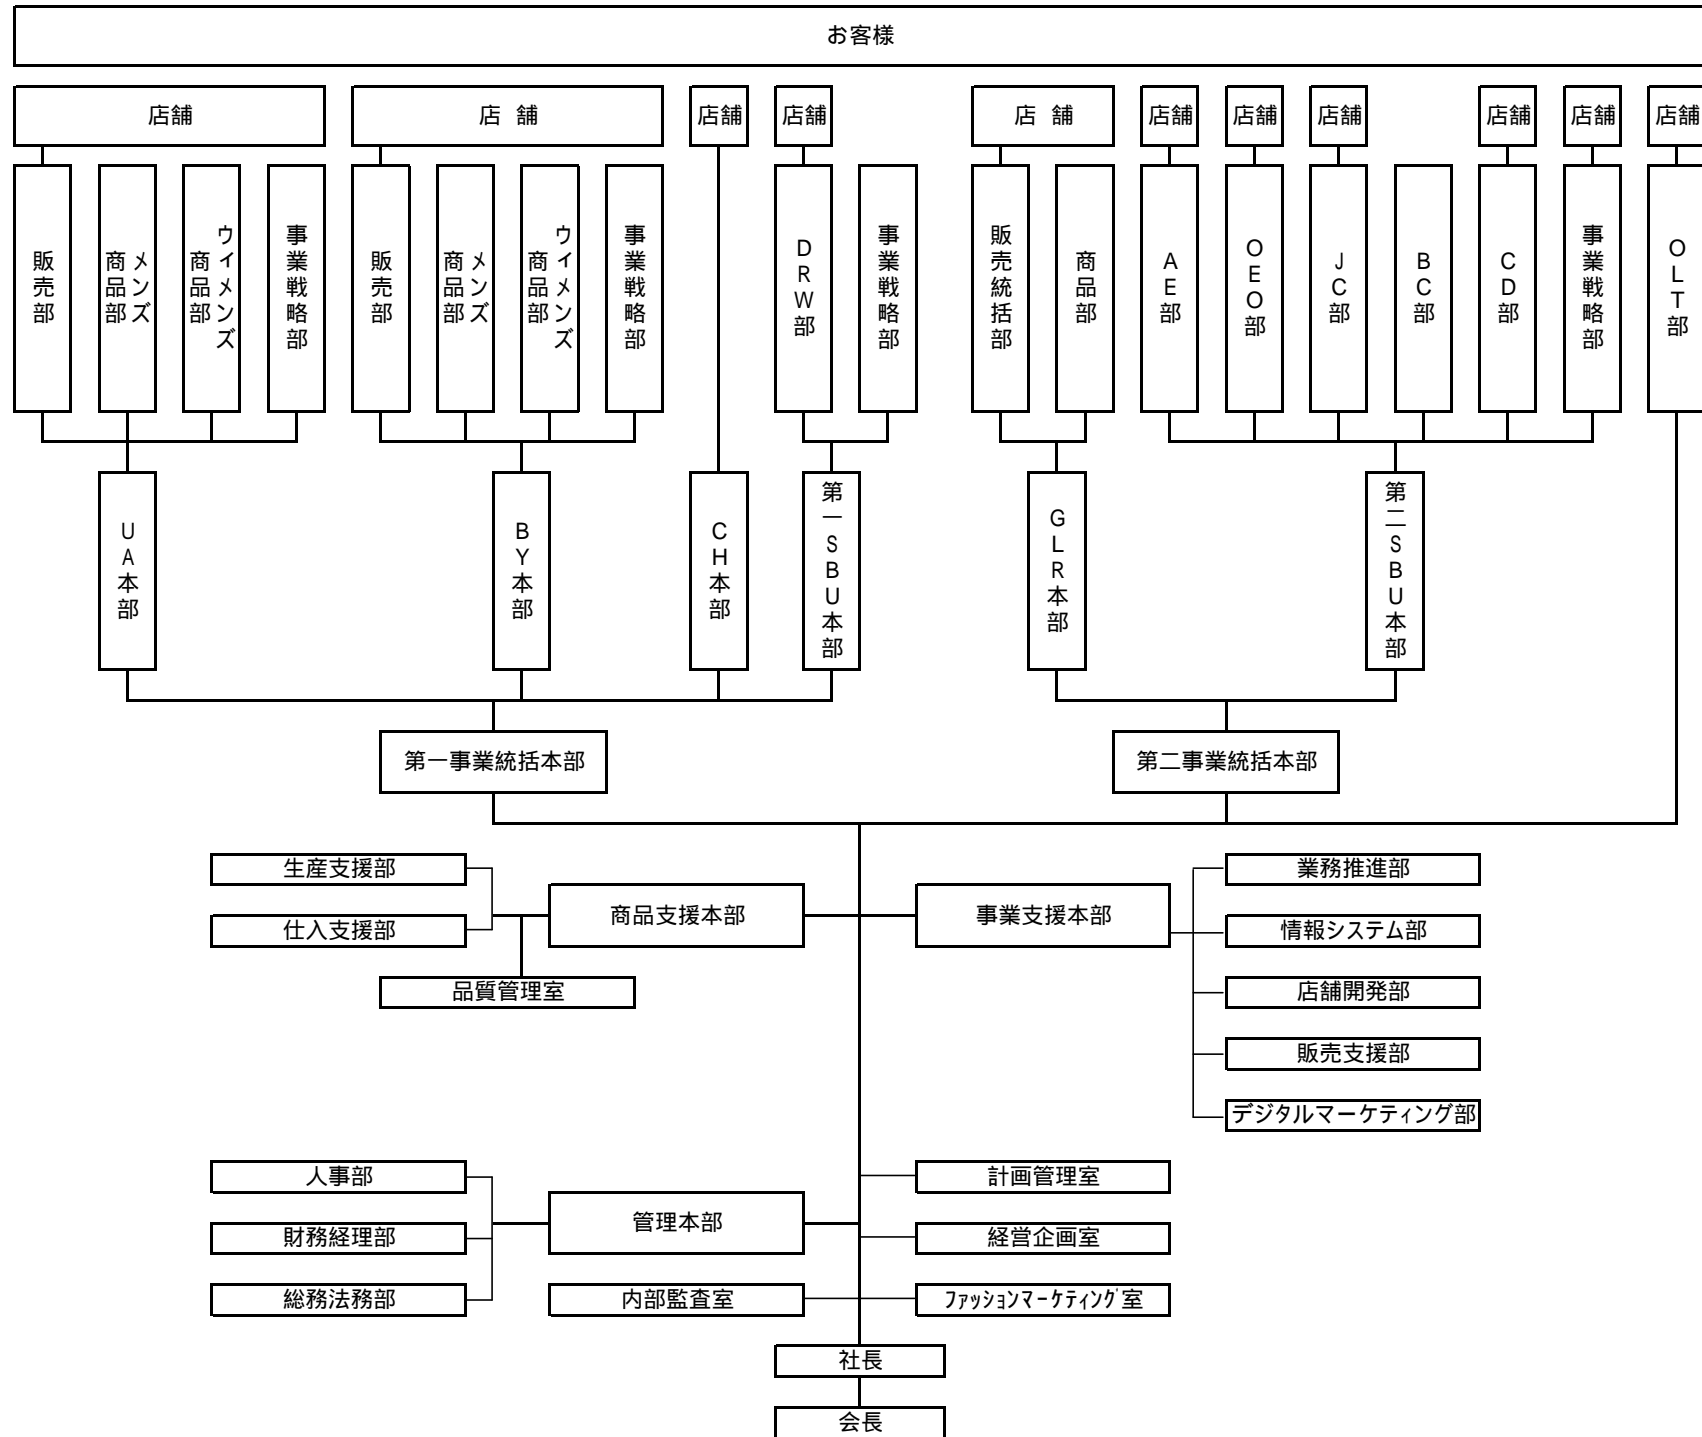 お客様
店舗
店 舗
店舗
店舗
店 舗
店舗
店舗
店舗
店舗
店舗
店舗
販売部
メンズ
商品部
ウイメンズ
商品部
事業戦略部
販売部
メンズ
商品部
ウイメンズ
商品部
事業戦略部
DRW部
事業戦略部
販売統括部
商品部
AE部
OEO部
JC部
BC部
CD部
事業戦略部
OLT部
UA本部
BY本部
CH本部
第一SBU本部
GLR本部
第二SBU本部
第一事業統括本部
第二事業統括本部
生産支援部
仕入支援部
品質管理室
商品支援本部
事業支援本部
業務推進部
情報システム部
店舗開発部
販売支援部
デジタルマーケティング部
人事部
財務経理部
総務法務部
管理本部
内部監査室
計画管理室
経営企画室
ファッションマーケティング室
社長
会長